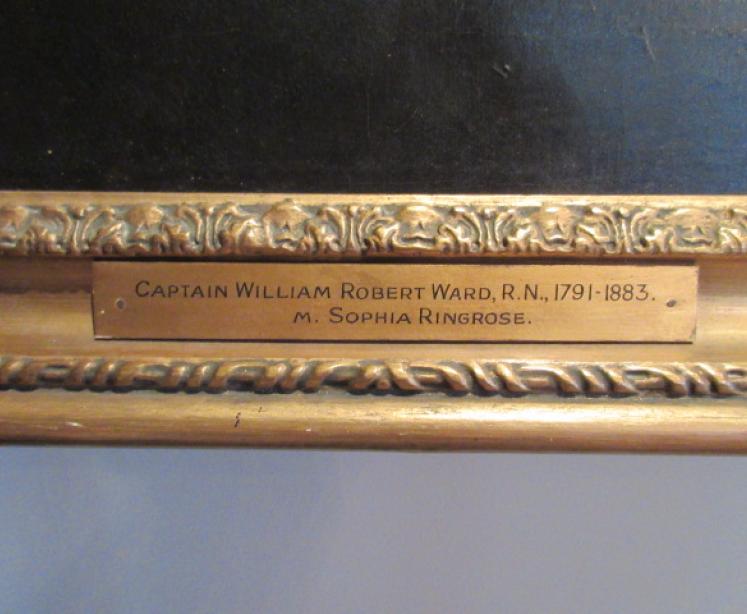 CAPTAIN WILLIAM ROBERT WARD, R.N., 1791-1883.
M. SOPHIA RINGROSE.